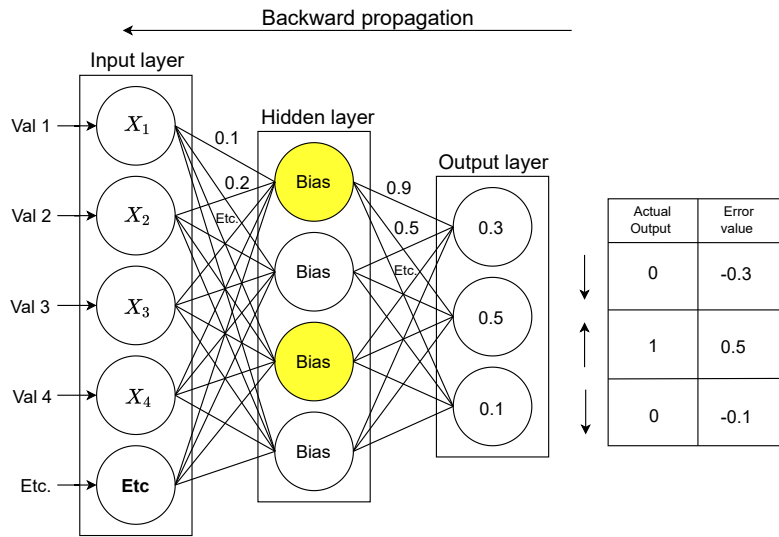 Backward propagation
Input layer
Hidden layer
Output layer
Val 1
X₁
0.1
Val 2
X₂
0.2
Etc.
Val 3
X₃
Val 4
X₄
Etc.
Etc
Bias
Bias
Bias
Bias
0.9
0.5
Etc.
0.3
0.5
0.1
Actual Output
Error value
0
-0.3
1
0.5
0
-0.1